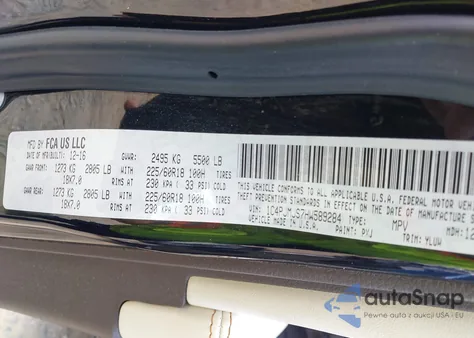 MFD BY FCA US LLC
DATE OF MFR(BUILT): 12-16 GVWR: 2495 KG 5500 LB
GAWR FRONT: 1273 KG 2805 LB WITH 225/60R18 100H TIRES
18X7.0 RIMS AT 230 KPA ( 33 PSI) COLD
GAWR REAR: 1273 KG 2805 LB WITH 225/60R18 100H TIRES
18X7.0 RIMS AT 230 KPA ( 33 PSI) COLD
THIS VEHICLE CONFORMS TO ALL APPLICABLE U.S.A. FEDERAL MOTOR VEHICLE
THEFT PREVENTION STANDARDS IN EFFECT ON THE DATE OF MANUFACTURE
VIN:
MPV PAINT: PXJ MDH:
TRIM:
autoSnap
Pewne auta z aukcji USA i EU